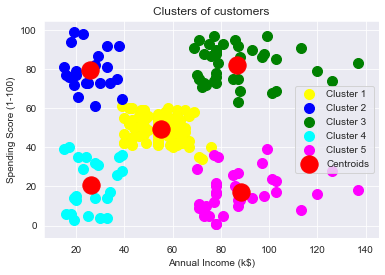 Clusters of customers
Spending Score (1-100)
100
80
60
40
20
0
Cluster 1
Cluster 2
Cluster 3
Cluster 4
Cluster 5
Centroids
20 40 60 80 100 120 140
Annual Income (k$)